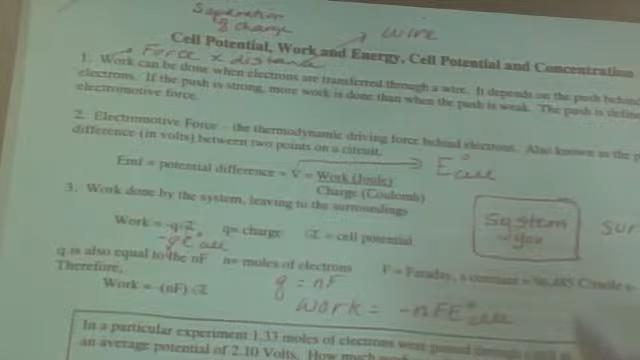 Separation
of charge
wire
Cell Potential, Work and Energy, Cell Potential and Concentration
Force x distance
1. Work can be done when electrons are transferred through a wire. It depends on the push behind
electrons. If the push is strong, more work is done than when the push is weak. The push is define
electromotive force.
2. Electromotive Force – the thermodynamic driving force behind electrons. Also known as the p
difference (in volts) between two points on a circuit.
Emf = potential difference = V = Work (Joule)
Charge (Coulomb)
E°cell
3. Work done by the system, leaving to the surroundings
System
-you
sur
Work = -qℰ q= charge ℰ = cell potential
-qE°cell
q is also equal to the nF n= moles of electrons F = Faraday, a constant = 96,485 C/mole e-
Therefore,
q = nF
Work = -(nF) ℰ
Work = -nFE°cell
In a particular experiment 1.33 moles of electrons were passed through
an average potential of 2.10 Volts. How much work